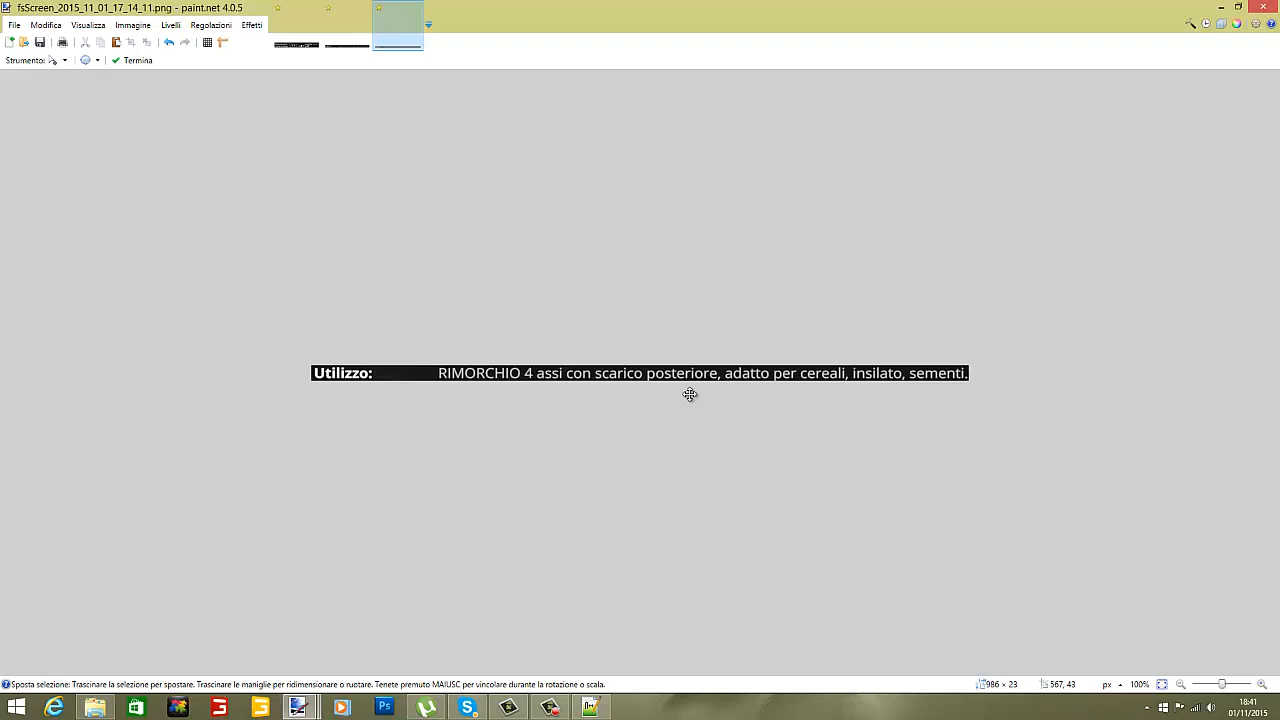 fsScreen_2015_11_01_17_14_11.png - paint.net 4.0.5
File Modifica Visualizza Immagine Livelli Regolazioni Effetti
Strumento: Termina
Utilizzo: RIMORCHIO 4 assi con scarico posteriore, adatto per cereali, insilato, sementi.
Sposta selezione: Trascinare la selezione per spostare. Trascinare le maniglie per ridimensionare o ruotare. Tenete premuto MAIUSC per vincolare durante la rotazione o scala. 986 × 23 567, 43 px 100%
Ps
18:41
01/11/2015